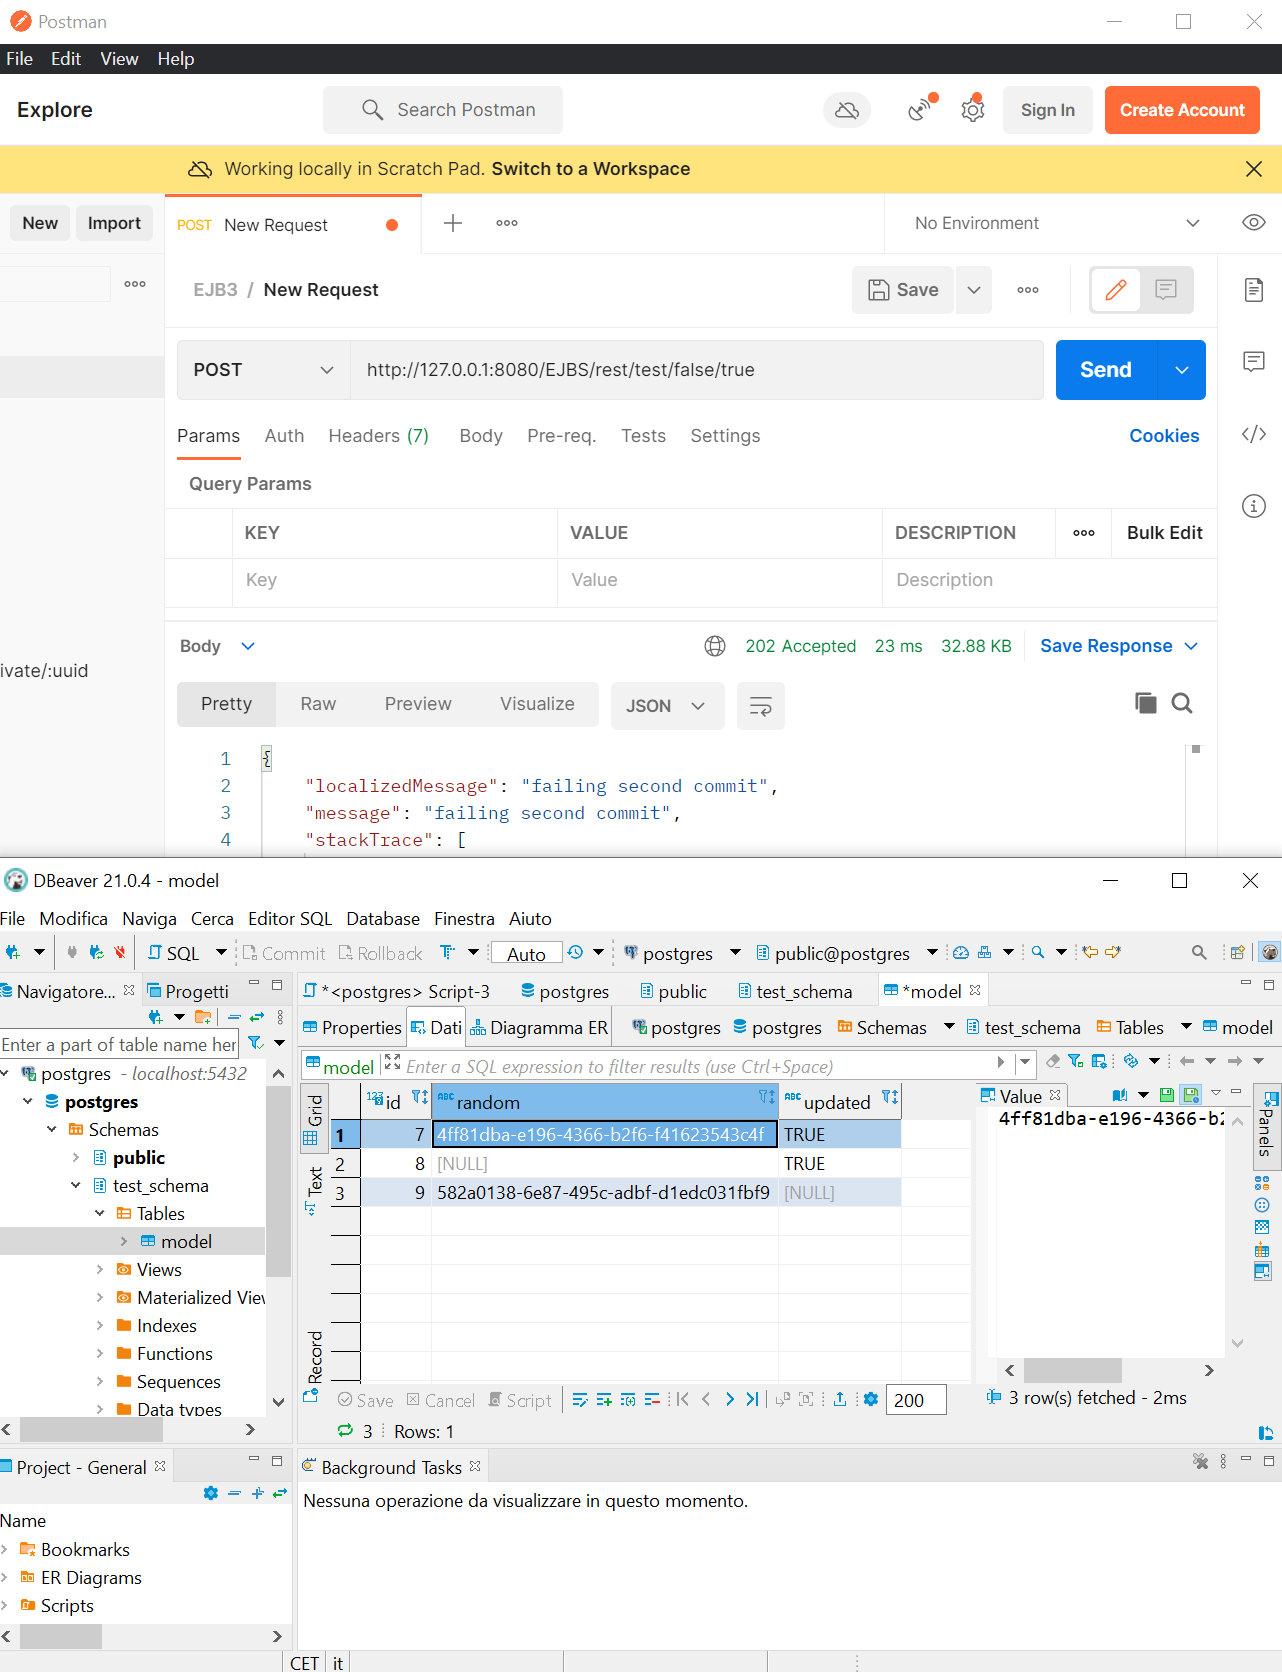 Postman
File Edit View Help
Explore Search Postman Sign In Create Account
Working locally in Scratch Pad. Switch to a Workspace
New Import POST New Request No Environment
EJB3 / New Request Save
POST http://127.0.0.1:8080/EJBS/rest/test/false/true Send
Params Auth Headers (7) Body Pre-req. Tests Settings Cookies
Query Params
KEY VALUE DESCRIPTION Bulk Edit
Key Value Description
Body 202 Accepted 23 ms 32.88 KB Save Response
ivate/:uuid
Pretty Raw Preview Visualize JSON
1 {
2 "localizedMessage": "failing second commit",
3 "message": "failing second commit",
4 "stackTrace": [
DBeaver 21.0.4 - model
File Modifica Naviga Cerca Editor SQL Database Finestra Aiuto
SQL Commit Rollback Auto postgres public@postgres
Navigatore... Progetti *<postgres> Script-3 postgres public test_schema *model
Properties Dati Diagramma ER postgres postgres Schemas test_schema Tables model
Enter a part of table name her
model Enter a SQL expression to filter results (use Ctrl+Space)
postgres - localhost:5432
postgres
Schemas
public
test_schema
Tables
model
Views
Materialized Viev
Indexes
Functions
Sequences
Data types
Grid
Text
Record
123 id ABC random ABC updated
1 7 4ff81dba-e196-4366-b2f6-f41623543c4f TRUE
2 8 [NULL] TRUE
3 9 582a0138-6e87-495c-adbf-d1edc031fbf9 [NULL]
Value
4ff81dba-e196-4366-b2
Panels
Save Cancel Script 200 3 row(s) fetched - 2ms
3 Rows: 1
Project - General
Background Tasks
Nessuna operazione da visualizzare in questo momento.
Name
Bookmarks
ER Diagrams
Scripts
CET it